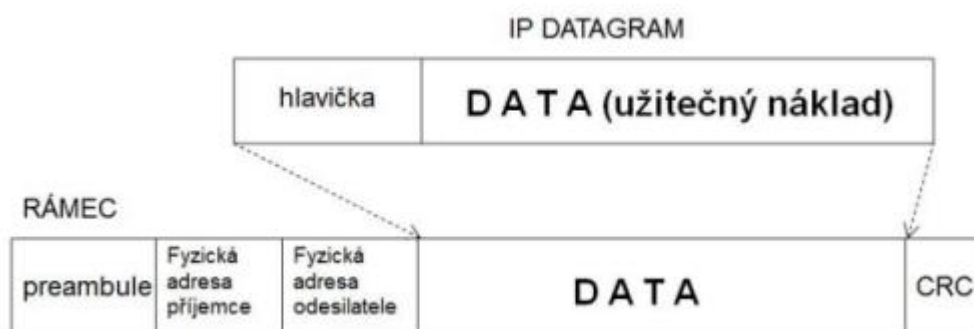 IP DATAGRAM
hlavička
D A T A (užitečný náklad)
RÁMEC
preambule
Fyzická
adresa
příjemce
Fyzická
adresa
odesilatele
D A T A
CRC